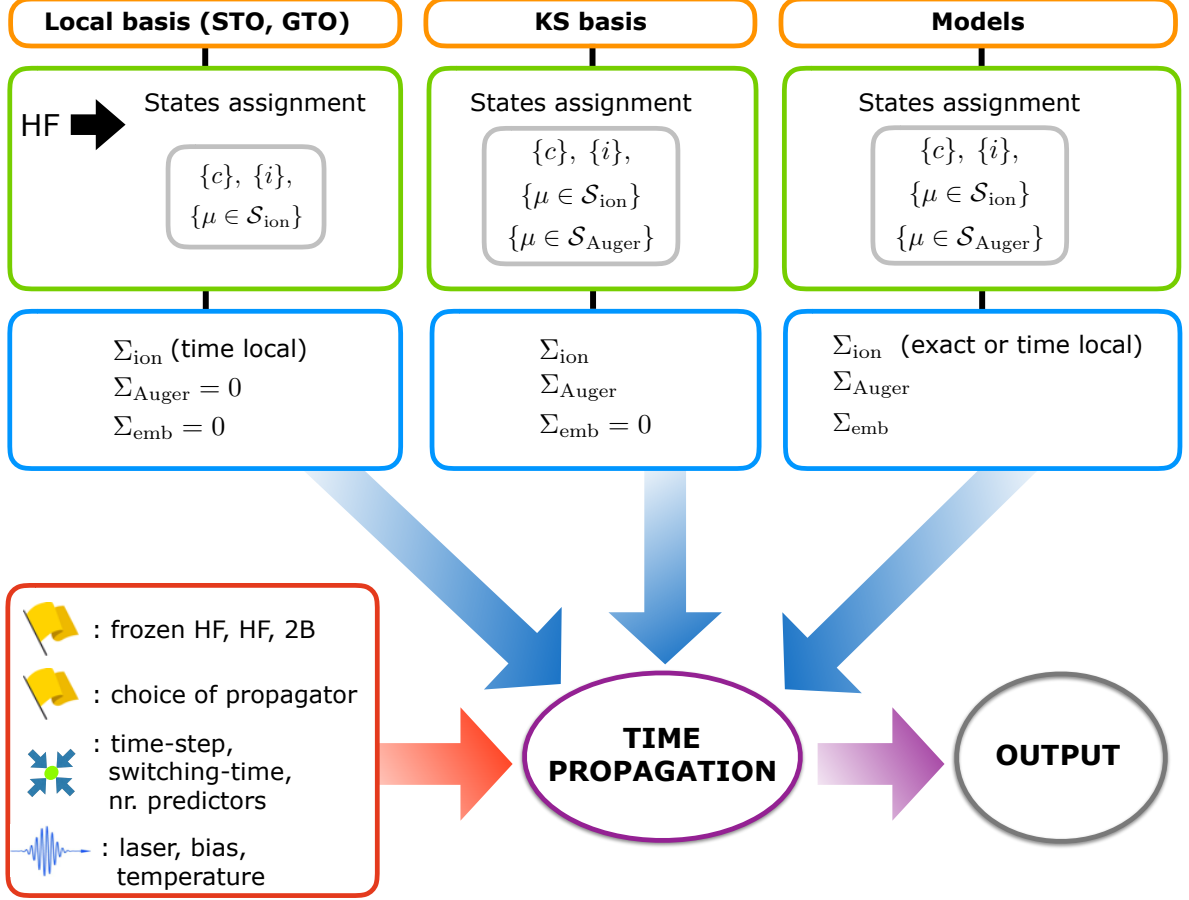 Local basis (STO, GTO)
KS basis
Models
HF
States assignment
{c}, {i},
{μ ∈ 𝒮ion}
States assignment
{c}, {i},
{μ ∈ 𝒮ion}
{μ ∈ 𝒮Auger}
States assignment
{c}, {i},
{μ ∈ 𝒮ion}
{μ ∈ 𝒮Auger}
Σion (time local)
ΣAuger = 0
Σemb = 0
Σion
ΣAuger
Σemb = 0
Σion (exact or time local)
ΣAuger
Σemb
: frozen HF, HF, 2B
: choice of propagator
: time-step,
switching-time,
nr. predictors
: laser, bias,
temperature
TIME
PROPAGATION
OUTPUT